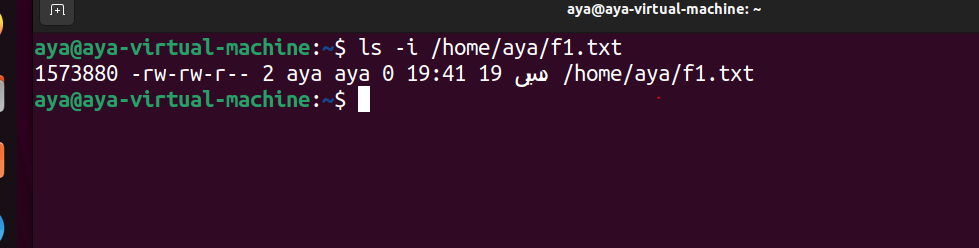 aya@aya-virtual-machine: ~
aya@aya-virtual-machine:~$ ls -i /home/aya/f1.txt
1573880 -rw-rw-r-- 2 aya aya 0 19:41 19 /home/aya/f1.txt
aya@aya-virtual-machine:~$